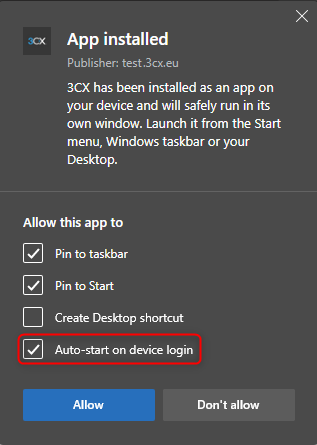 3CX
App installed
Publisher: test.3cx.eu
3CX has been installed as an app on
your device and will safely run in its
own window. Launch it from the Start
menu, Windows taskbar or your
Desktop.
Allow this app to
Pin to taskbar
Pin to Start
Create Desktop shortcut
Auto-start on device login
Allow
Don't allow